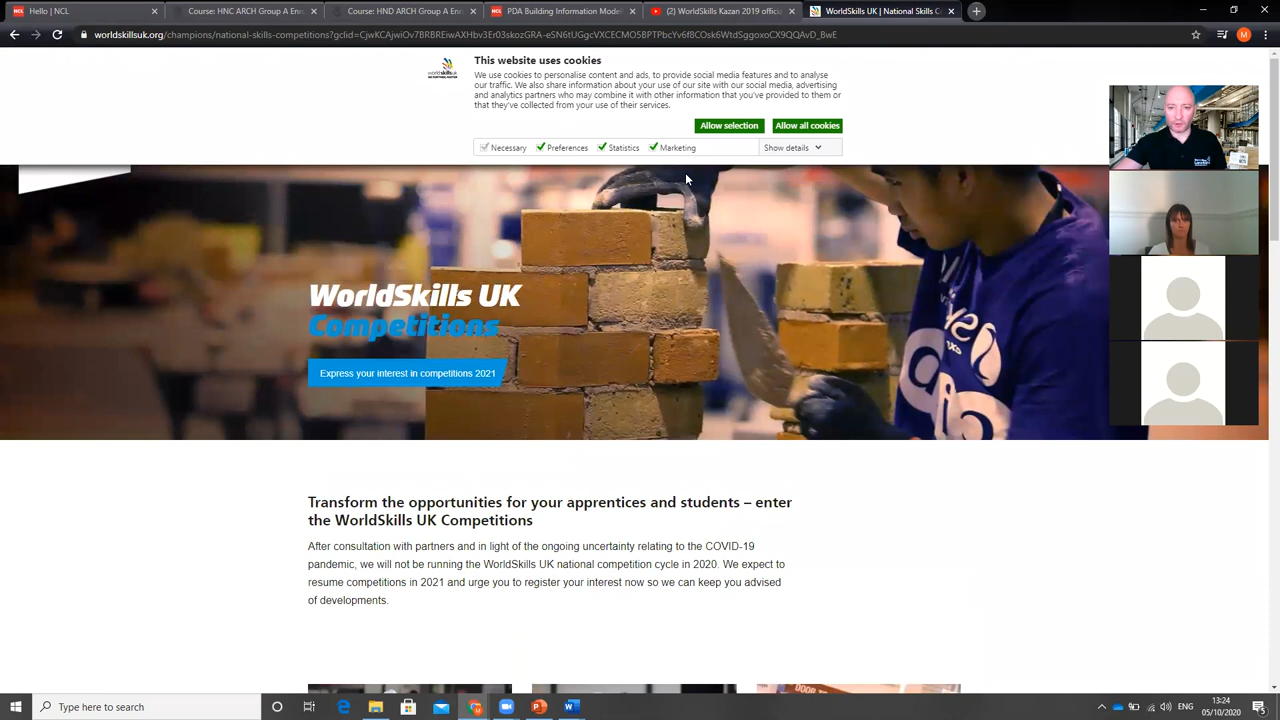 Hello | NCL
Course: HNC ARCH Group A Enr
Course: HND ARCH Group A Enr
PDA Building Information Model
(2) WorldSkills Kazan 2019 officia
WorldSkills UK | National Skills C
worldskillsuk.org/champions/national-skills-competitions?gclid=
This website uses cookies
We use cookies to personalise content and ads, to provide social media features and to analyse
our traffic. We also share information about your use of our site with our social media, advertising
and analytics partners who may combine it with other information that you've provided to them or
that they've collected from your use of their services.
Allow selection
Allow all cookies
Necessary
Preferences
Statistics
Marketing
Show details
WorldSkills UK
Competitions
Express your interest in competitions 2021
Transform the opportunities for your apprentices and students – enter
the WorldSkills UK Competitions
After consultation with partners and in light of the ongoing uncertainty relating to the COVID-19
pandemic, we will not be running the WorldSkills UK national competition cycle in 2020. We expect to
resume competitions in 2021 and urge you to register your interest now so we can keep you advised
of developments.
Type here to search
ENG
13:24
05/10/2020